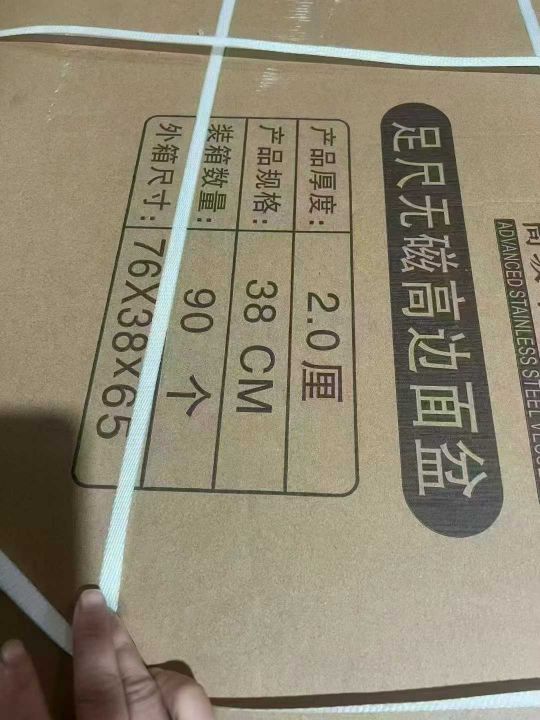 ADVANCED STAINLESS STEEL
足尺无磁高边面盆
产品厚度: 2.0 厘
产品规格: 38 CM
装箱数量: 90 个
外箱尺寸: 76X38X65